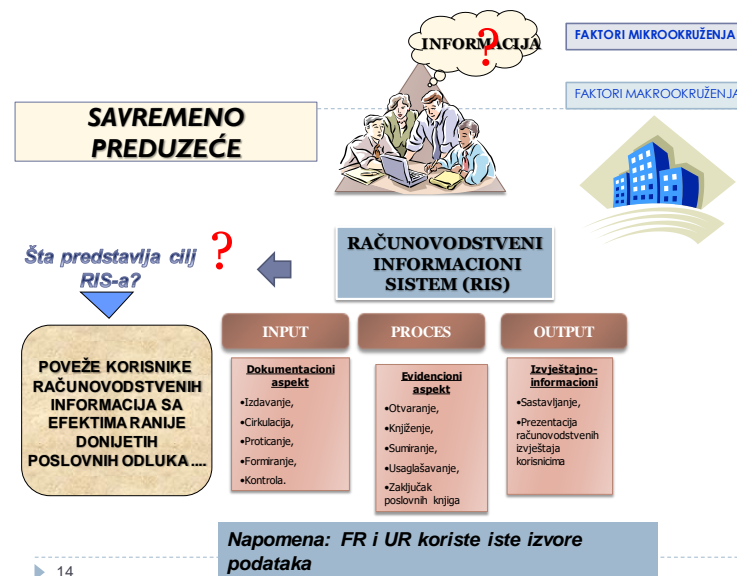 INFORMACIJA
?
FAKTORI MIKROOKRUŽENJA
FAKTORI MAKROOKRUŽENJA
SAVREMENO
PREDUZEĆE
Šta predstavlja cilj
RIS-a?
?
RAČUNOVODSTVENI
INFORMACIONI
SISTEM (RIS)
POVEŽE KORISNIKE
RAČUNOVODSTVENIH
INFORMACIJA SA
EFEKTIMA RANIJE
DONIJETIH
POSLOVNIH ODLUKA ....
INPUT
Dokumentacioni
aspekt
•Izdavanje,
•Cirkulacija,
•Proticanje,
•Formiranje,
•Kontrola.
PROCES
Evidencioni
aspekt
•Otvaranje,
•Knjiženje,
•Sumiranje,
•Usaglašavanje,
•Zaključak
poslovnih knjiga
OUTPUT
Izvještajno-
informacioni
•Sastavljanje,
•Prezentacija
računovodstvenih
izvještaja
korisnicima
Napomena: FR i UR koriste iste izvore
podataka
14